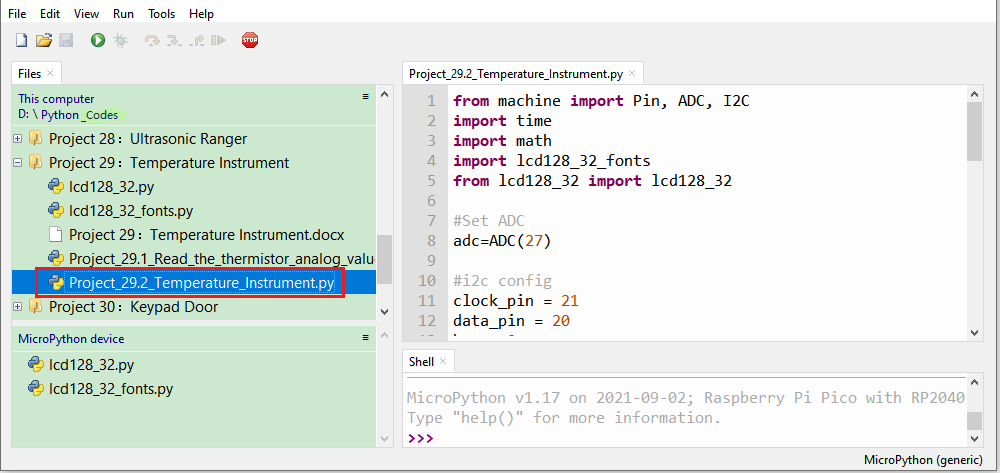 File Edit View Run Tools Help
STOP
Files ×
This computer
D: \ Python _Codes
Project 28：Ultrasonic Ranger
Project 29：Temperature Instrument
lcd128_32.py
lcd128_32_fonts.py
Project 29：Temperature Instrument.docx
Project_29.1_Read_the_thermistor_analog_valu
Project_29.2_Temperature_Instrument.py
Project 30：Keypad Door
MicroPython device
lcd128_32.py
lcd128_32_fonts.py
Project_29.2_Temperature_Instrument.py ×
1 from machine import Pin, ADC, I2C
2 import time
3 import math
4 import lcd128_32_fonts
5 from lcd128_32 import lcd128_32
6
7 #Set ADC
8 adc=ADC(27)
9
10 #i2c config
11 clock_pin = 21
12 data_pin = 20
Shell ×
MicroPython v1.17 on 2021-09-02; Raspberry Pi Pico with RP2040
Type "help()" for more information.
>>>
MicroPython (generic)